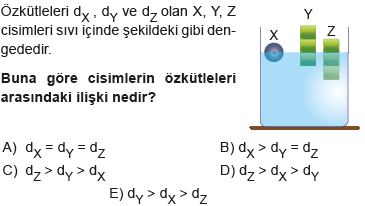 Özkütleleri dX , dY ve dZ olan X, Y, Z
cisimleri sıvı içinde şekildeki gibi den-
gededir.
Buna göre cisimlerin özkütleleri
arasındaki ilişki nedir?
X
Y
Z
A) dX = dY = dZ
B) dX > dY = dZ
C) dZ > dY > dX
D) dZ > dX > dY
E) dY > dX > dZ